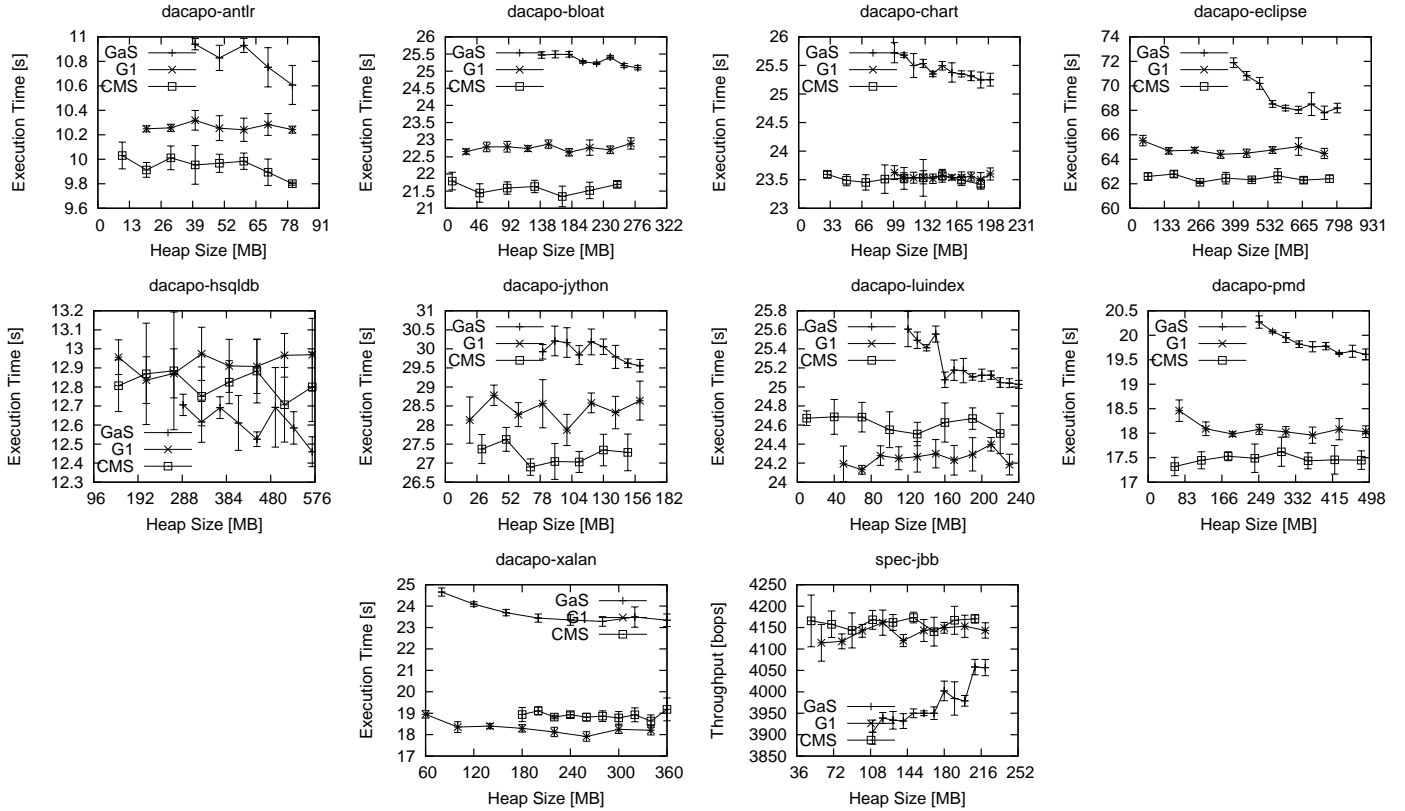 dacapo-antlr
Execution Time [s]
11
10.8
10.6
10.4
10.2
10
9.8
9.6
GaS
G1
CMS
0 13 26 39 52 65 78 91
Heap Size [MB]
dacapo-bloat
Execution Time [s]
26
25.5
25
24.5
24
23.5
23
22.5
22
21.5
21
GaS
G1
CMS
0 46 92 138 184 230 276 322
Heap Size [MB]
dacapo-chart
Execution Time [s]
26
25.5
25
24.5
24
23.5
23
GaS
G1
CMS
0 33 66 99 132 165 198 231
Heap Size [MB]
dacapo-eclipse
Execution Time [s]
74
72
70
68
66
64
62
60
GaS
G1
CMS
0 133 266 399 532 665 798 931
Heap Size [MB]
dacapo-hsqldb
Execution Time [s]
13.2
13.1
13
12.9
12.8
12.7
12.6
12.5
12.4
12.3
GaS
G1
CMS
96 192 288 384 480 576
Heap Size [MB]
dacapo-jython
Execution Time [s]
31
30.5
30
29.5
29
28.5
28
27.5
27
26.5
GaS
G1
CMS
0 26 52 78 104 130 156 182
Heap Size [MB]
dacapo-luindex
Execution Time [s]
25.8
25.6
25.4
25.2
25
24.8
24.6
24.4
24.2
24
GaS
G1
CMS
0 40 80 120 160 200 240
Heap Size [MB]
dacapo-pmd
Execution Time [s]
20.5
20
19.5
19
18.5
18
17.5
17
GaS
G1
CMS
0 83 166 249 332 415 498
Heap Size [MB]
dacapo-xalan
Execution Time [s]
25
24
23
22
21
20
19
18
17
GaS
G1
CMS
60 120 180 240 300 360
Heap Size [MB]
spec-jbb
Throughput [bops]
4250
4200
4150
4100
4050
4000
3950
3900
3850
GaS
G1
CMS
36 72 108 144 180 216 252
Heap Size [MB]